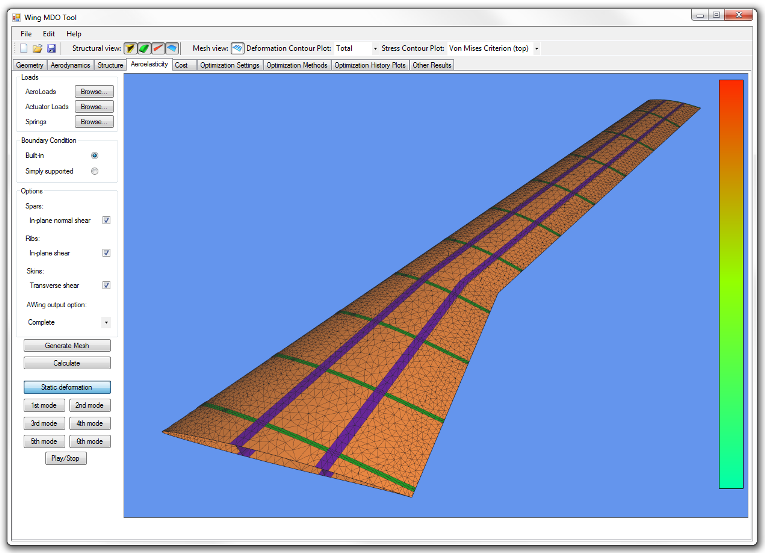 Wing MDO Tool
File Edit Help
Structural view: Mesh view: Deformation Contour Plot: Total Stress Contour Plot: Von Mises Criterion (top)
Geometry Aerodynamics Structure Aeroelasticity Cost Optimization Settings Optimization Methods Optimization History Plots Other Results
Loads
AeroLoads Browse...
Actuator Loads Browse...
Springs Browse...
Boundary Condition
Built-in
Simply supported
Options
Spars:
In-plane normal shear
Ribs:
In-plane shear
Skins:
Transverse shear
AWing output option:
Complete
Generate Mesh
Calculate
Static deformation
1st mode 2nd mode
3rd mode 4th mode
5th mode 6th mode
Play/Stop